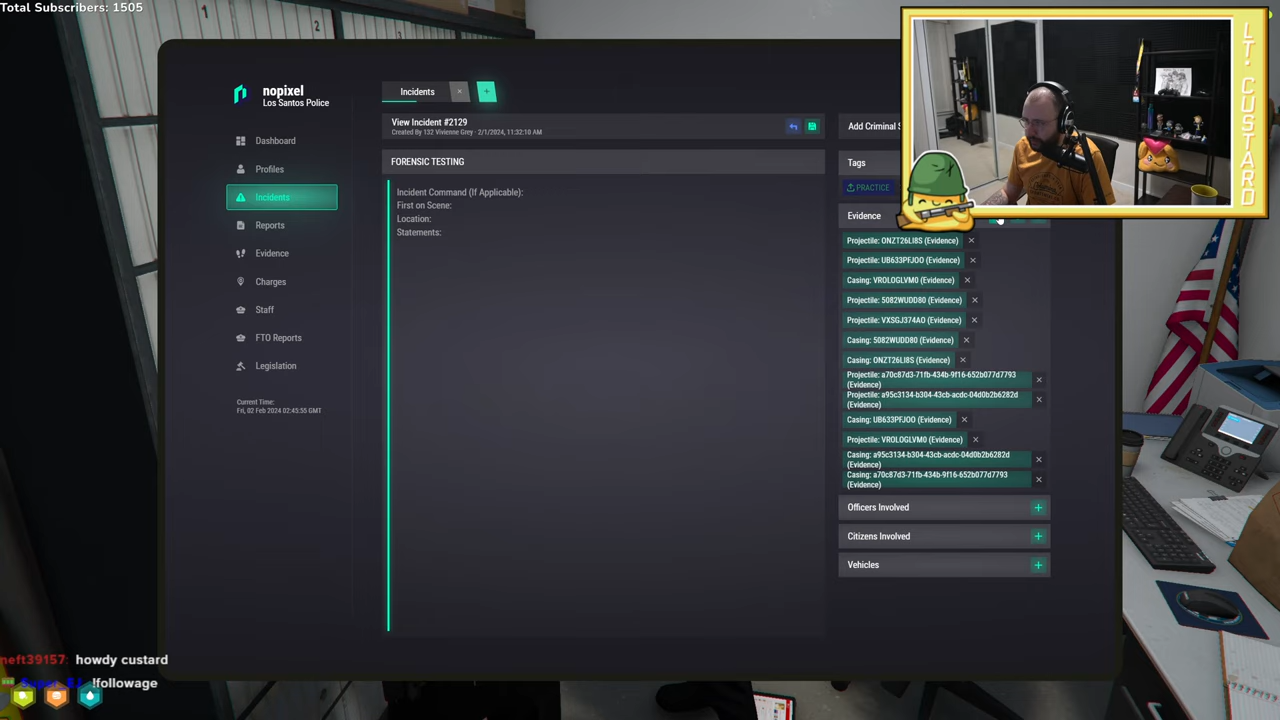 Total Subscribers: 1505
nopixel
Los Santos Police
Dashboard
Profiles
Incidents
Reports
Evidence
Charges
Staff
FTO Reports
Legislation
Current Time:
Fri, 02 Feb 2024 02:45:55 GMT
Incidents
×
+
View Incident #2129
Created By 132 Vivienne Grey - 2/1/2024, 11:32:10 AM
FORENSIC TESTING
Incident Command (If Applicable):
First on Scene:
Location:
Statements:
Add Criminal S
Tags
PRACTICE
Evidence
Projectile: ONZT26LI8S (Evidence)
Projectile: UB633PFJOO (Evidence)
Casing: VROLOGLVM0 (Evidence)
Projectile: 5082WUDD80 (Evidence)
Projectile: VXSGJ374AO (Evidence)
Casing: 5082WUDD80 (Evidence)
Casing: ONZT26LI8S (Evidence)
Projectile: a70c87d3-71fb-434b-9f16-652b077d7793
(Evidence)
Projectile: a95c3134-b304-43cb-acdc-04d0b2b6282d
(Evidence)
Casing: UB633PFJOO (Evidence)
Projectile: VROLOGLVM0 (Evidence)
Casing: a95c3134-b304-43cb-acdc-04d0b2b6282d
(Evidence)
Casing: a70c87d3-71fb-434b-9f16-652b077d7793
(Evidence)
Officers Involved
Citizens Involved
Vehicles
LT. CUSTARD
neft39157: howdy custard
!followage
1
2